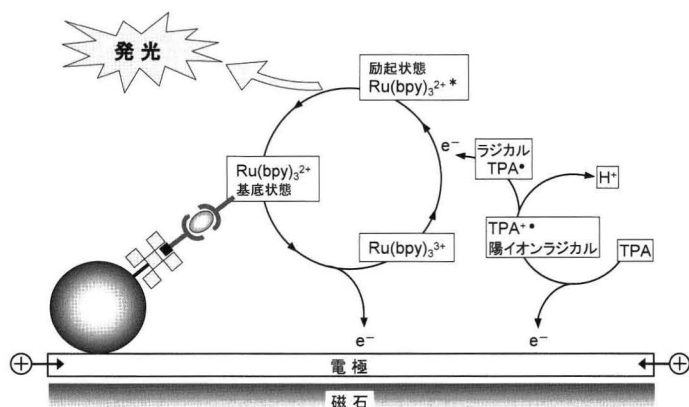 発光
励起状態
Ru(bpy)₃²⁺*
e⁻
ラジカル
TPA•
H⁺
Ru(bpy)₃²⁺
基底状態
TPA⁺•
陽イオンラジカル
TPA
Ru(bpy)₃³⁺
e⁻
e⁻
⊕
電極
⊕
磁石